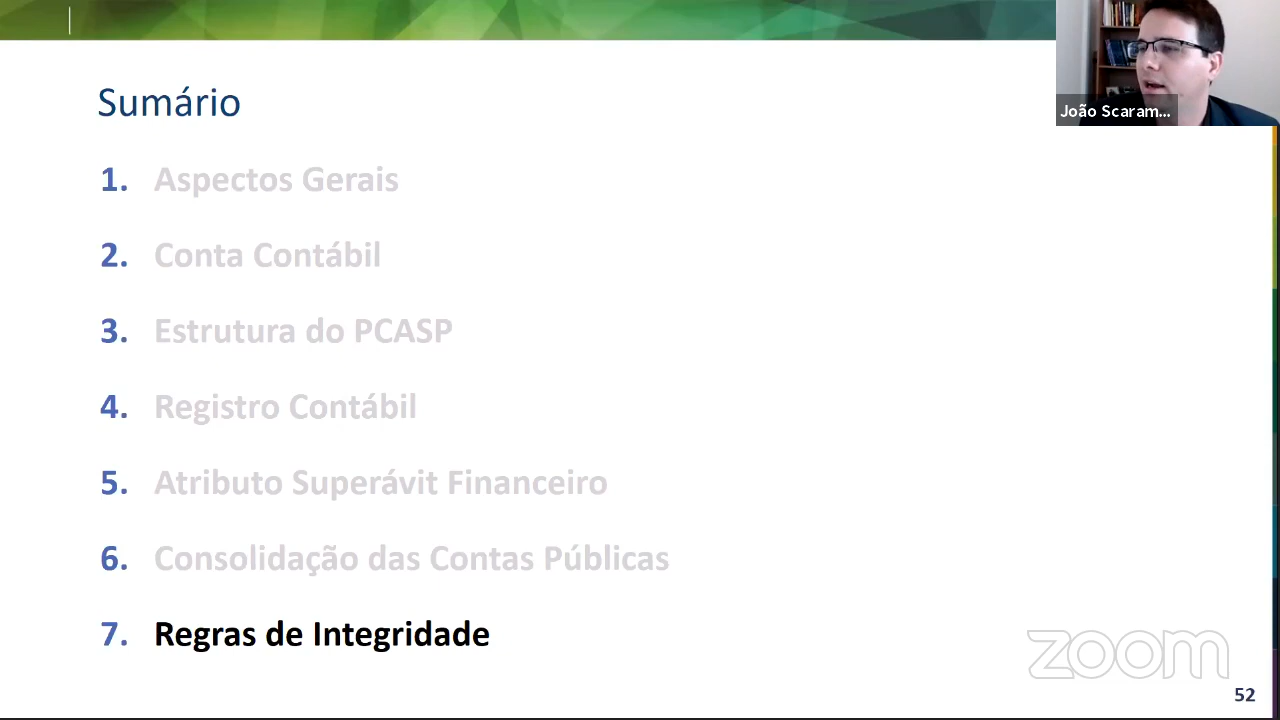 João Scaram...
Sumário
1. Aspectos Gerais
2. Conta Contábil
3. Estrutura do PCASP
4. Registro Contábil
5. Atributo Superávit Financeiro
6. Consolidação das Contas Públicas
7. Regras de Integridade
zoom
52